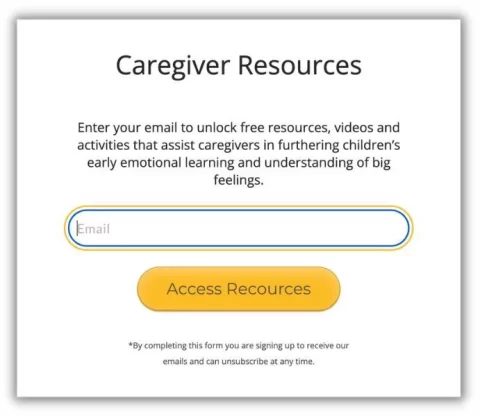 Caregiver Resources
Enter your email to unlock free resources, videos and
activities that assist caregivers in furthering children's
early emotional learning and understanding of big
feelings.
Email
Access Recources
*By completing this form you are signing up to receive our
emails and can unsubscribe at any time.